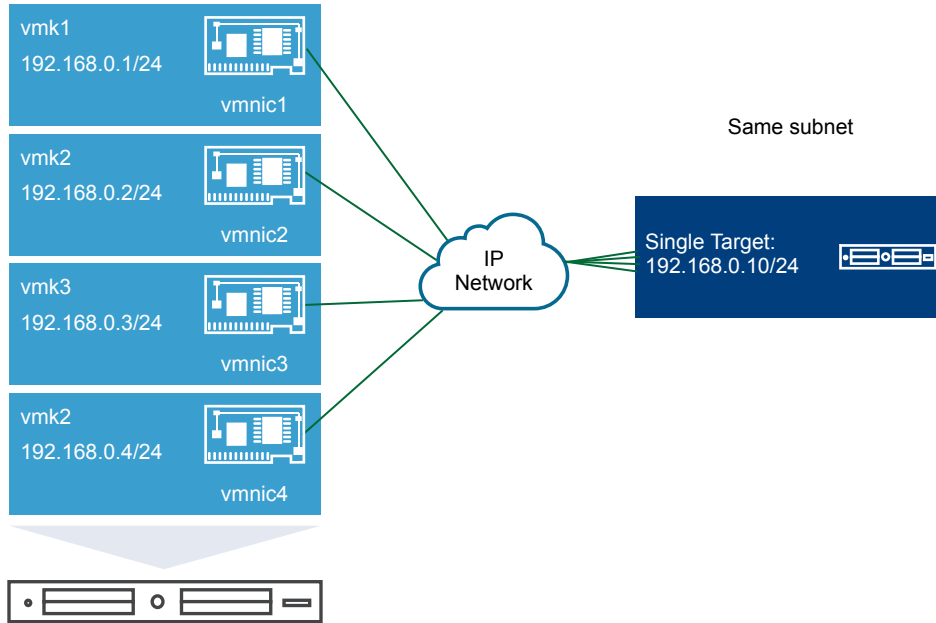 vmk1
192.168.0.1/24
vmnic1
vmk2
192.168.0.2/24
vmnic2
vmk3
192.168.0.3/24
vmnic3
vmk2
192.168.0.4/24
vmnic4
IP
Network
Same subnet
Single Target:
192.168.0.10/24